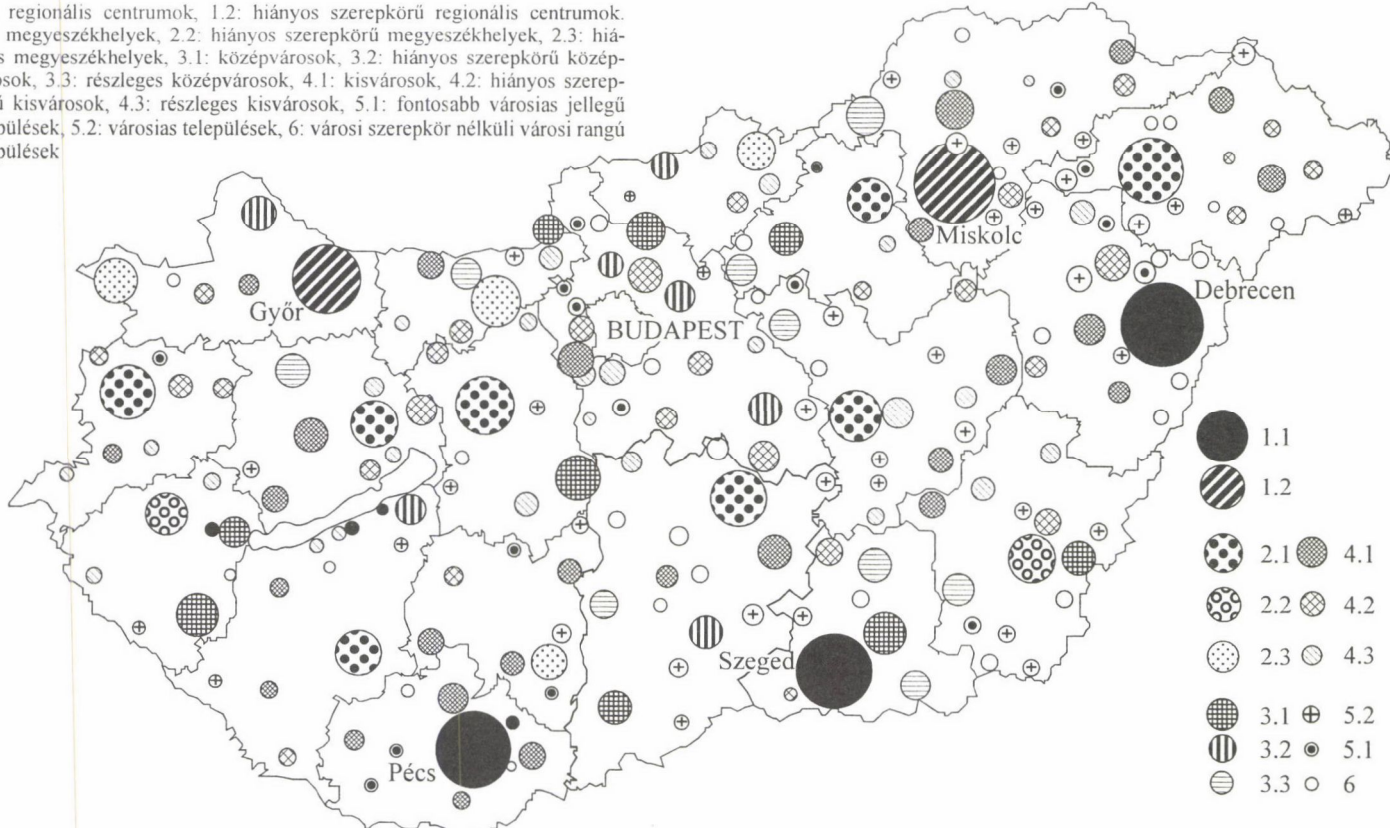 regionális centrumok, 1.2: hiányos szerepkörű regionális centrumok.
megyeszékhelyek, 2.2: hiányos szerepkörű megyeszékhelyek, 2.3: hiá-
s megyeszékhelyek, 3.1: középvárosok, 3.2: hiányos szerepkörű közép-
osok, 3.3: részleges középvárosok, 4.1: kisvárosok, 4.2: hiányos szerep-
ű kisvárosok, 4.3: részleges kisvárosok, 5.1: fontosabb városias jellegű
pülések, 5.2: városias települések, 6: városi szerepkör nélküli városi rangú
pülések
Miskolc
Debrecen
Győr
BUDAPEST
Szeged
Pécs
1.1
1.2
2.1 4.1
2.2 4.2
2.3 4.3
3.1 5.2
3.2 5.1
3.3 6